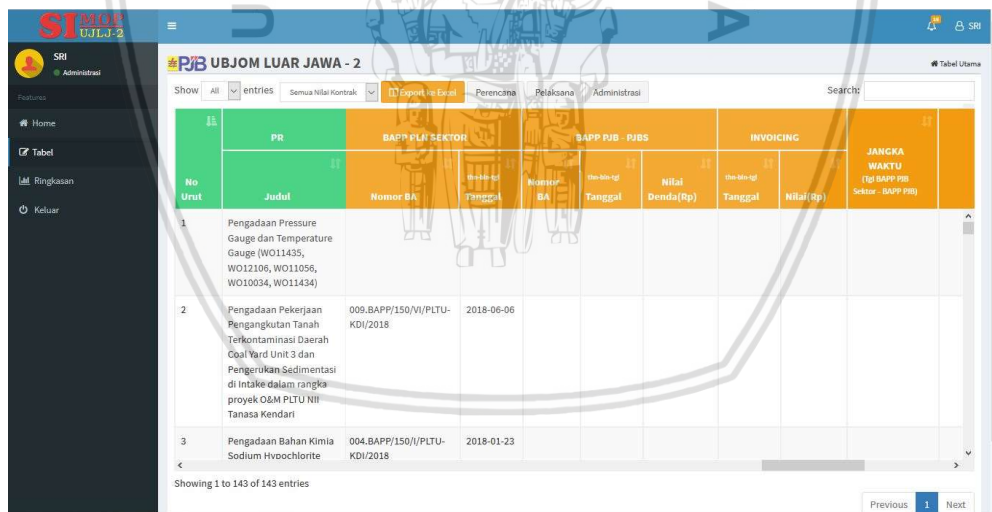 SIMOP
UJLJ-2
18
SRI
SRI
Administrasi
PJB UBJOM LUAR JAWA - 2
Tabel Utama
Features
Home
Tabel
Ringkasan
Keluar
Show All entries Semua Nilai Kontrak Export ke Excel Perencana Pelaksana Administrasi Search:
PR BAPP PLN SEKTOR BAPP PJB - PJBS INVOICING
JANGKA
WAKTU
(Tgl BAPP PJB
Sektor - BAPP PJB)
No
Urut
Judul
Nomor BA
thn-bln-tgl
Tanggal
Nomor
BA
thn-bln-tgl
Tanggal
Nilai
Denda(Rp)
thn-bln-tgl
Tanggal
Nilai(Rp)
1 Pengadaan Pressure
Gauge dan Temperature
Gauge (WO11435,
WO12106, WO11056,
WO10034, WO11434)
2 Pengadaan Pekerjaan 009.BAPP/150/VI/PLTU- 2018-06-06
Pengangkutan Tanah KDI/2018
Terkontaminasi Daerah
Coal Yard Unit 3 dan
Pengerukan Sedimentasi
di Intake dalam rangka
proyek O&M PLTU NII
Tanasa Kendari
3 Pengadaan Bahan Kimia 004.BAPP/150/I/PLTU- 2018-01-23
Sodium Hypochlorite KDI/2018
Showing 1 to 143 of 143 entries
Previous 1 Next
U
A